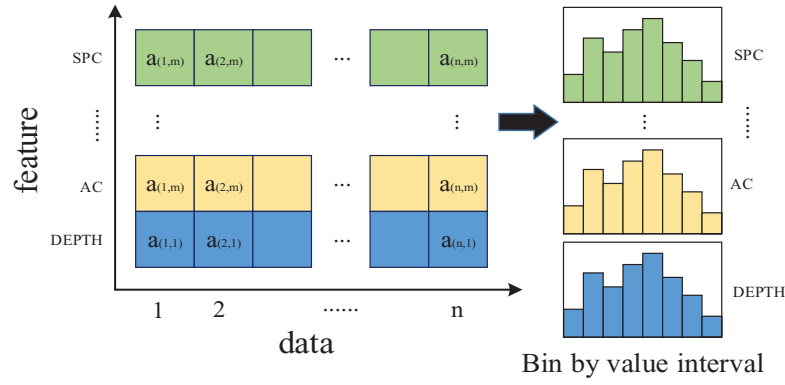 SPC a(1,m) a(2,m) ... a(n,m) SPC
...... ⋮ ⋮ ⋮ ......
feature
AC a(1,m) a(2,m) ... a(n,m) AC
DEPTH a(1,1) a(2,1) ... a(n,1) DEPTH
1 2 ...... n
data
Bin by value interval